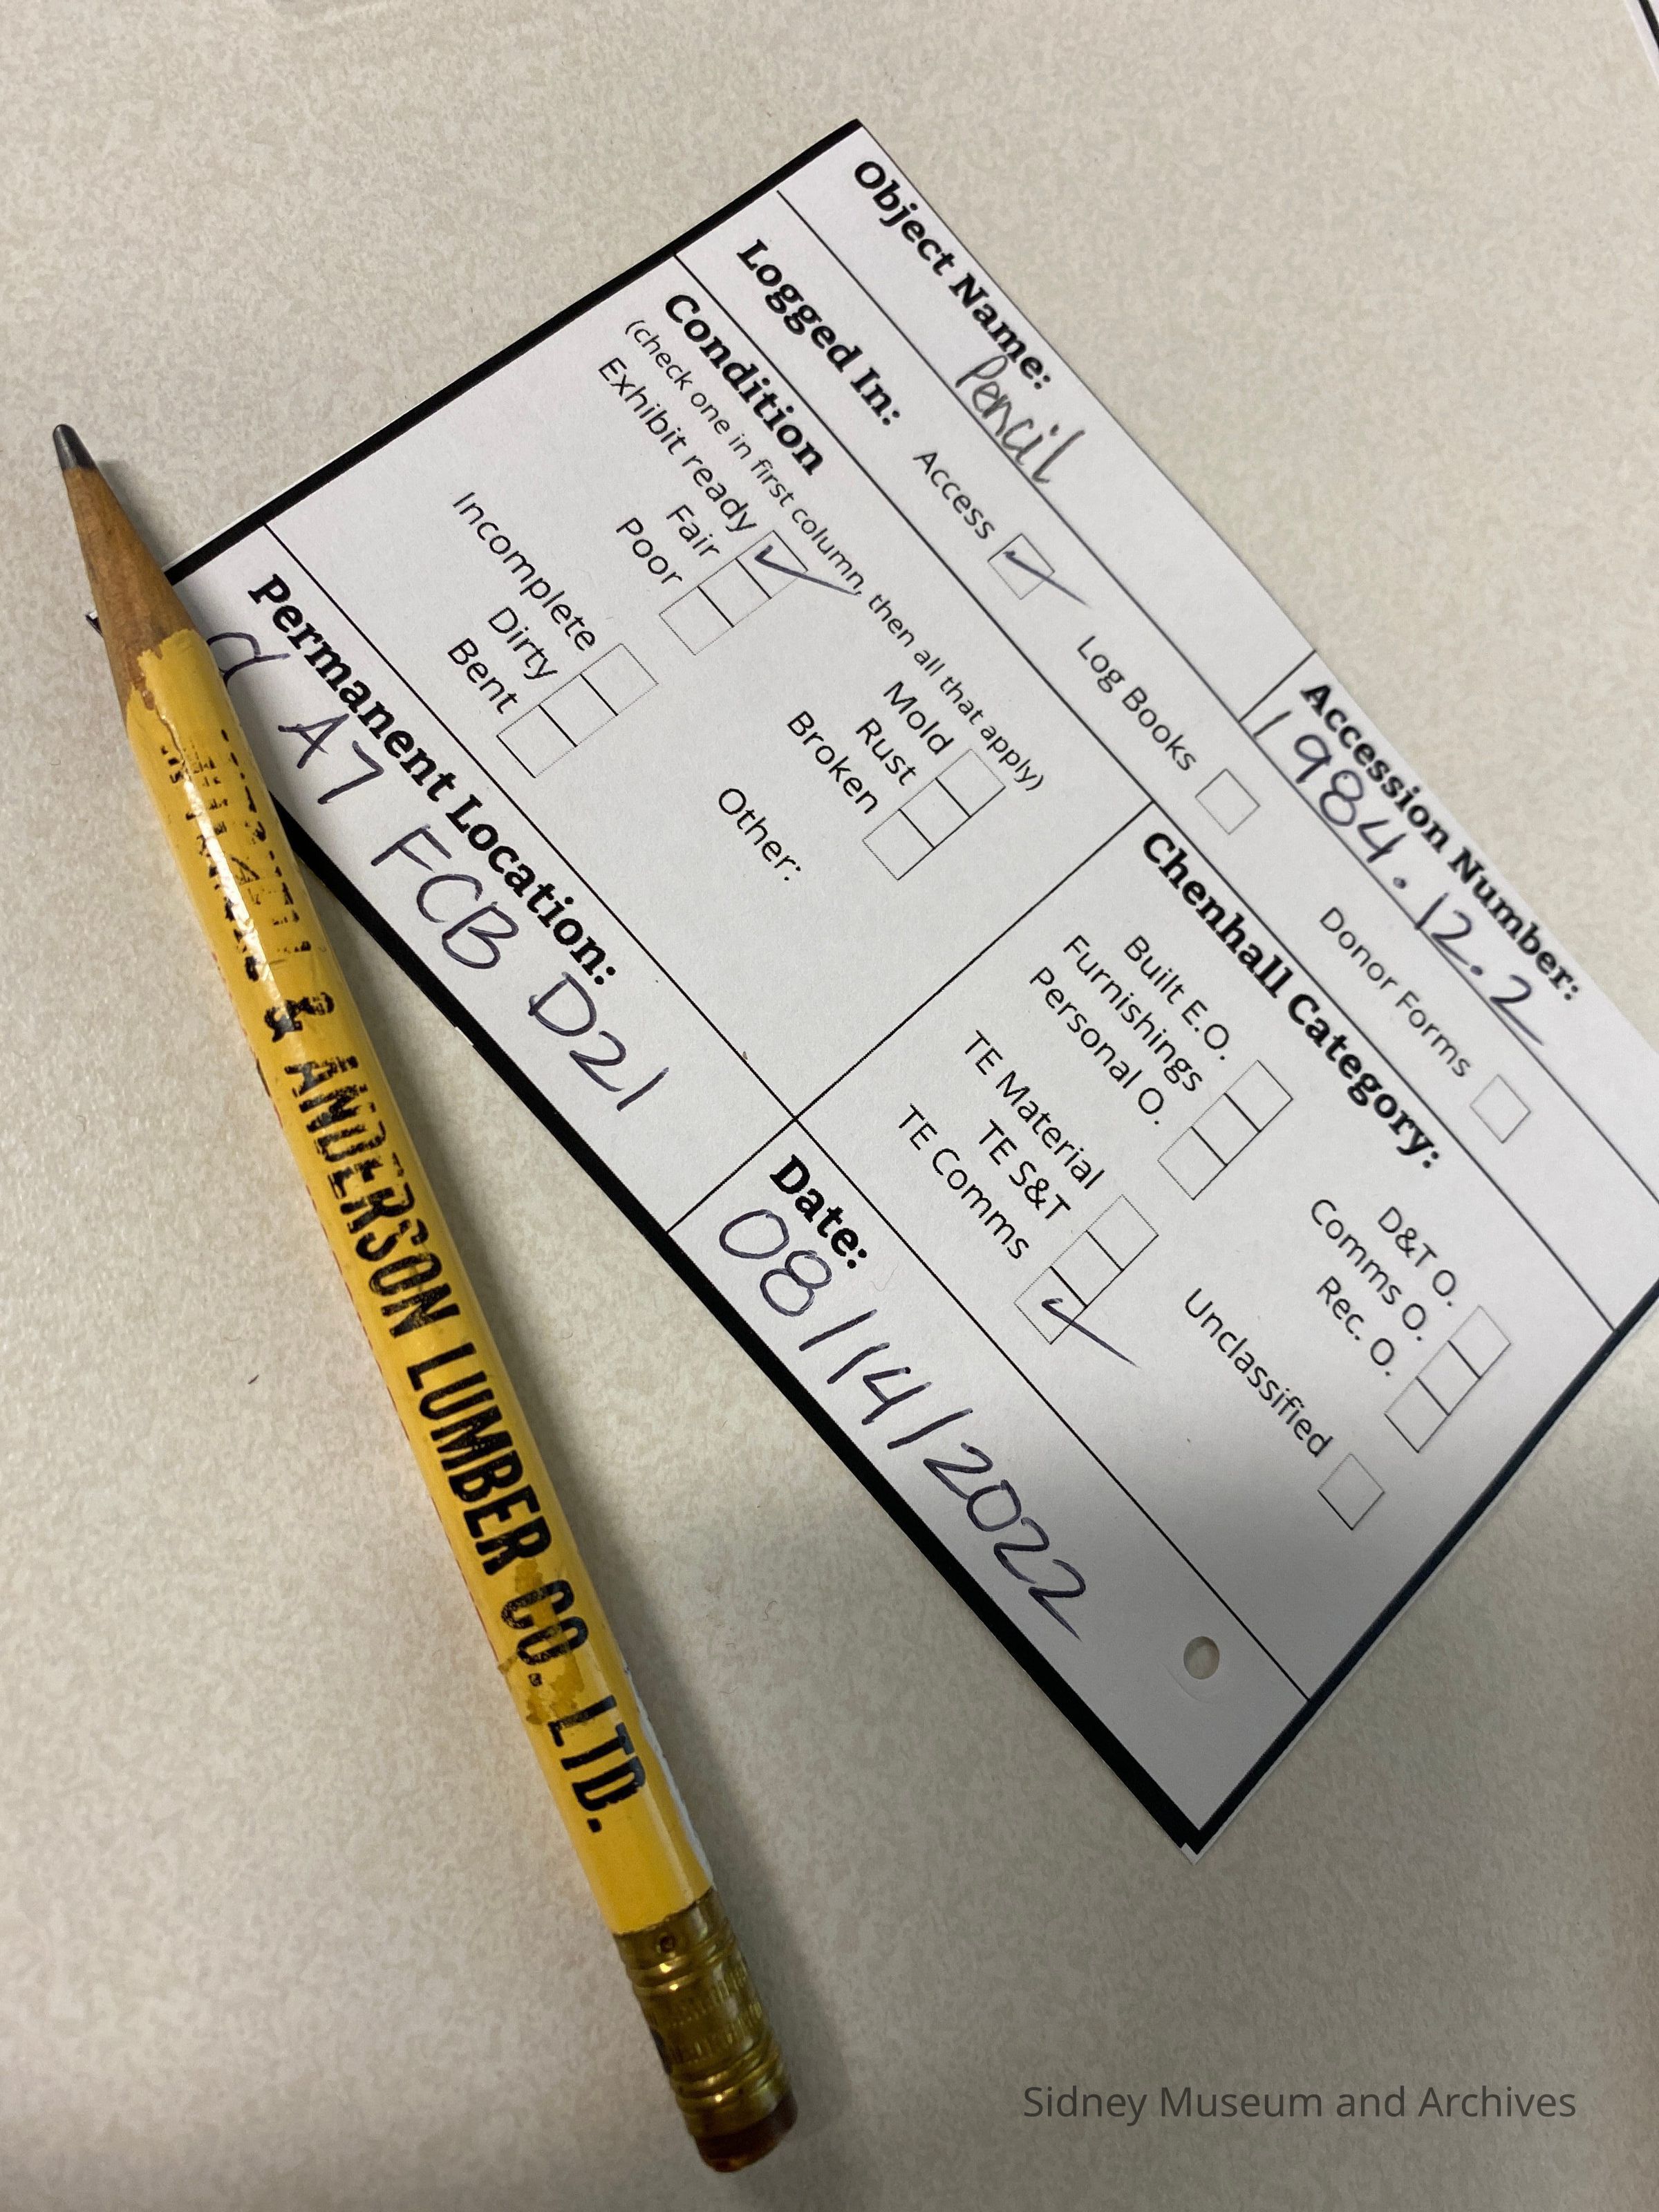 Object Name:
Pencil
Accession Number:
1984.12.2
Logged In:
Access
Log Books
Donor Forms
Condition
(check one in first column, then all that apply)
Exhibit ready
Fair
Poor
Incomplete
Dirty
Bent
Mold
Rust
Broken
Other:
Chenhall Category:
Built E.O.
Furnishings
Personal O.
TE Material
TE S&T
TE Comms
D&T O.
Comms O.
Rec. O.
Unclassified
Permanent Location:
A7 FCB D21
Date:
08/14/2022
& ANDERSON LUMBER CO. LTD.
Sidney Museum and Archives